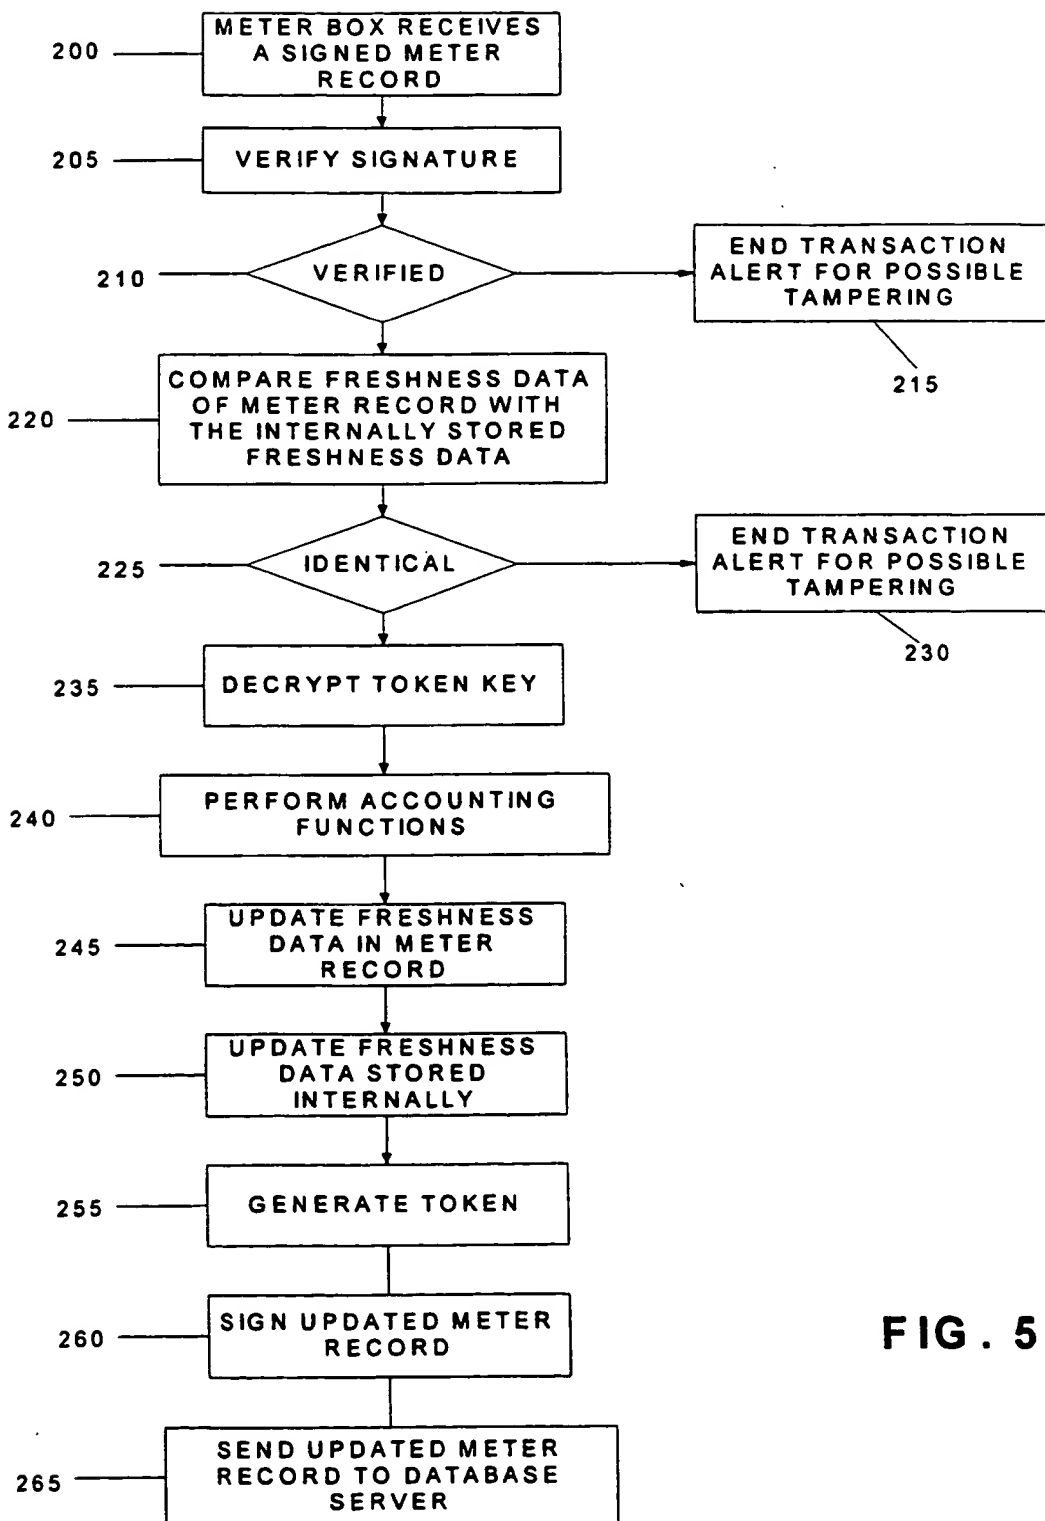 METER BOX RECEIVES
A SIGNED METER
RECORD
200
VERIFY SIGNATURE
205
VERIFIED
210
END TRANSACTION
ALERT FOR POSSIBLE
TAMPERING
215
COMPARE FRESHNESS DATA
OF METER RECORD WITH
THE INTERNALLY STORED
FRESHNESS DATA
220
IDENTICAL
225
END TRANSACTION
ALERT FOR POSSIBLE
TAMPERING
230
DECRYPT TOKEN KEY
235
PERFORM ACCOUNTING
FUNCTIONS
240
UPDATE FRESHNESS
DATA IN METER
RECORD
245
UPDATE FRESHNESS
DATA STORED
INTERNALLY
250
GENERATE TOKEN
255
SIGN UPDATED METER
RECORD
260
SEND UPDATED METER
RECORD TO DATABASE
SERVER
265
FIG. 5